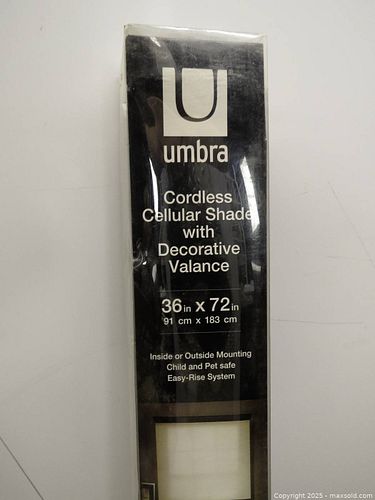 U
umbra
Cordless
Cellular Shade
with
Decorative
Valance
36in x 72in
91 cm x 183 cm
Inside or Outside Mounting
Child and Pet safe
Easy-Rise System
Copyright 2025 - maxsold.com